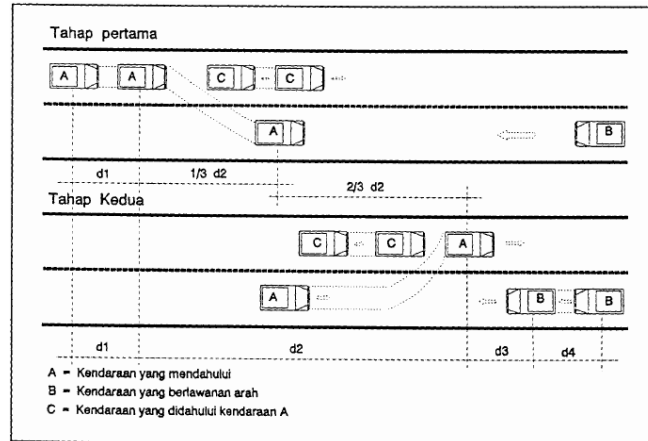 Tahap pertama
A A C C
A B
d1 1/3 d2 2/3 d2
Tahap Kedua
C C A
A B B
d1 d2 d3 d4
A = Kendaraan yang mendahului
B = Kendaraan yang berlawanan arah
C = Kendaraan yang didahului kendaraan A